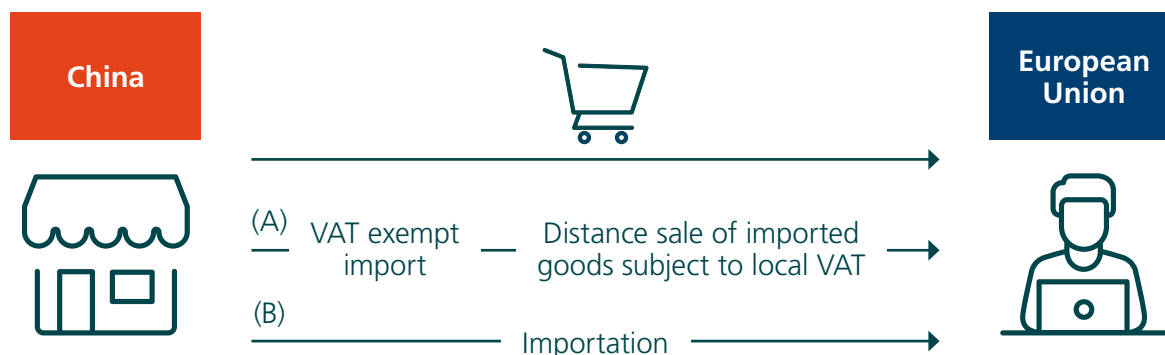 China
European
Union
(A)
VAT exempt
import
Distance sale of imported
goods subject to local VAT
(B)
Importation